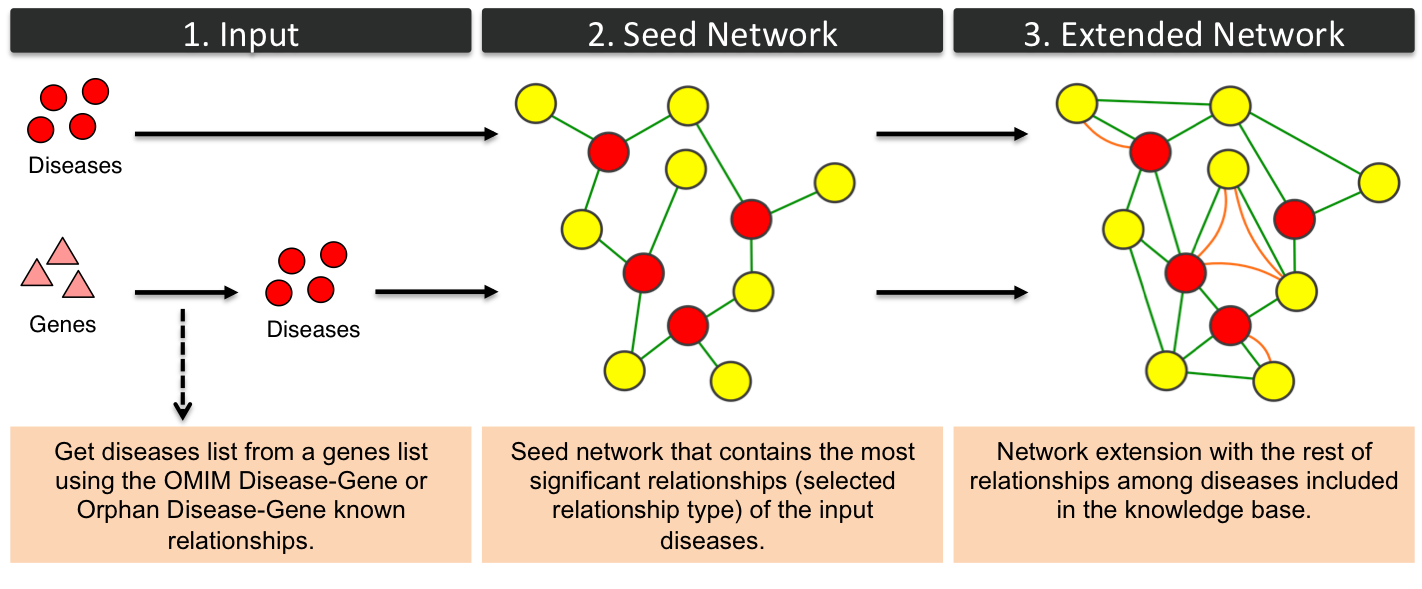 1. Input
2. Seed Network
3. Extended Network
Diseases
Genes
Diseases
Get diseases list from a genes list
using the OMIM Disease-Gene or
Orphan Disease-Gene known
relationships.
Seed network that contains the most
significant relationships (selected
relationship type) of the input
diseases.
Network extension with the rest of
relationships among diseases included
in the knowledge base.